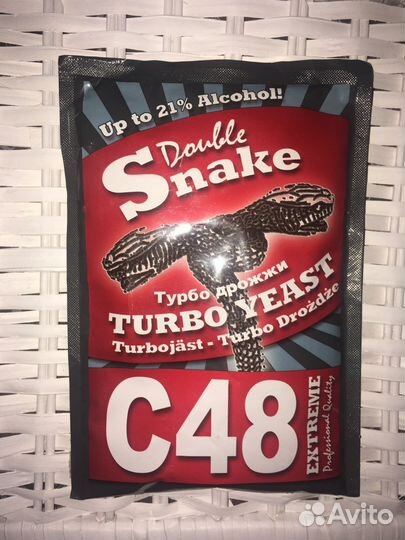 Up to 21% Alcohol!
Double
Snake
Турбо дрожжи
TURBO YEAST
Turbojäst - Turbo Drożdże
C48
EXTREME
Professional Quality
Avito